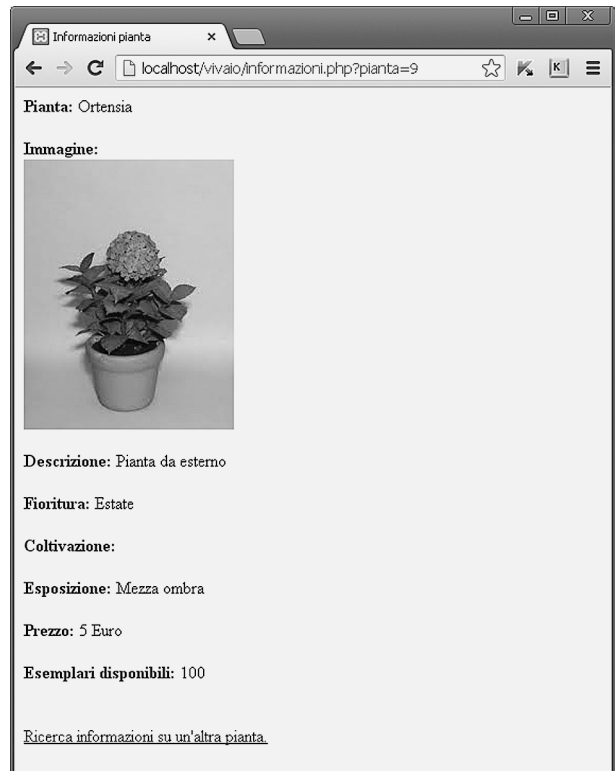 Informazioni pianta
localhost/vivaio/informazioni.php?pianta=9
K
Pianta: Ortensia
Immagine:
Descrizione: Pianta da esterno
Fioritura: Estate
Coltivazione:
Esposizione: Mezza ombra
Prezzo: 5 Euro
Esemplari disponibili: 100
Ricerca informazioni su un'altra pianta.